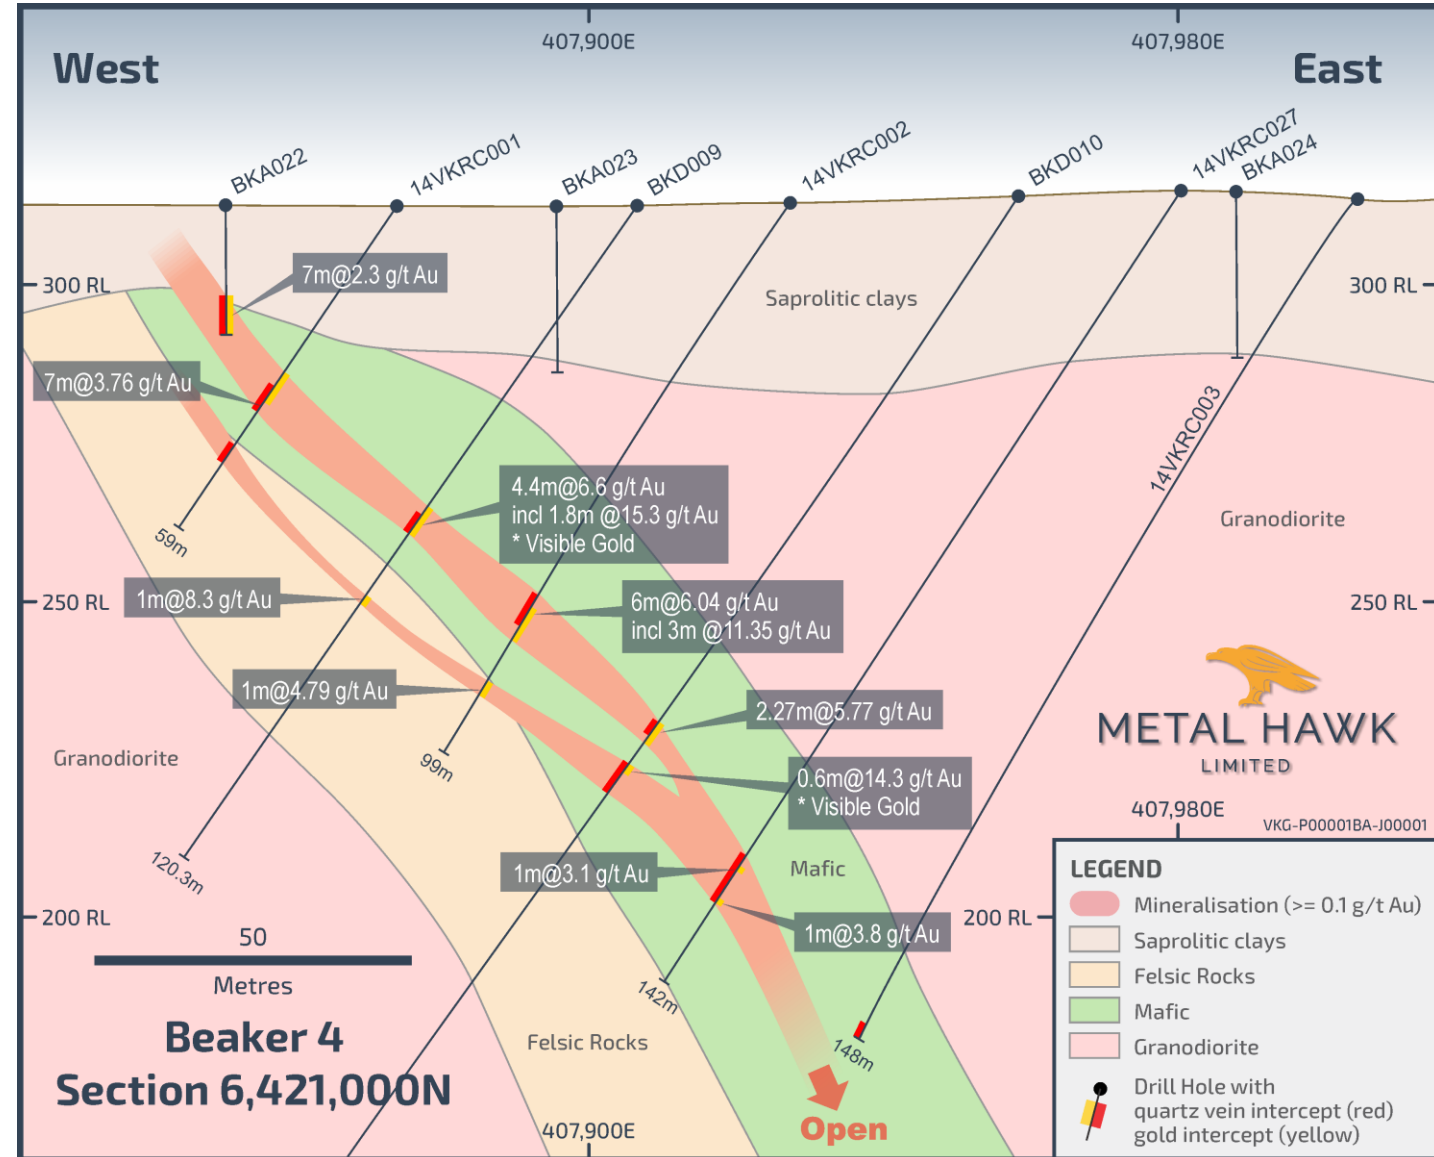 407,900E
407,980E
West
East
BKA022
14VKRC001
BKA023
BKD009
14VKRC002
BKD010
14VKRC027
BKA024
300 RL
7m@2.3 g/t Au
Saprolitic clays
300 RL
7m@3.76 g/t Au
14VKRC003
4.4m@6.6 g/t Au
incl 1.8m @15.3 g/t Au
* Visible Gold
Granodiorite
59m
250 RL
1m@8.3 g/t Au
6m@6.04 g/t Au
incl 3m @11.35 g/t Au
250 RL
1m@4.79 g/t Au
2.27m@5.77 g/t Au
METAL HAWK
LIMITED
Granodiorite
99m
0.6m@14.3 g/t Au
* Visible Gold
407,980E
VKG-P00001BA-J00001
120.3m
1m@3.1 g/t Au
Mafic
200 RL
1m@3.8 g/t Au
200 RL
50
Metres
142m
148m
Beaker 4
Section 6,421,000N
Felsic Rocks
407,900E
Open
LEGEND
Mineralisation (>= 0.1 g/t Au)
Saprolitic clays
Felsic Rocks
Mafic
Granodiorite
Drill Hole with
quartz vein intercept (red)
gold intercept (yellow)